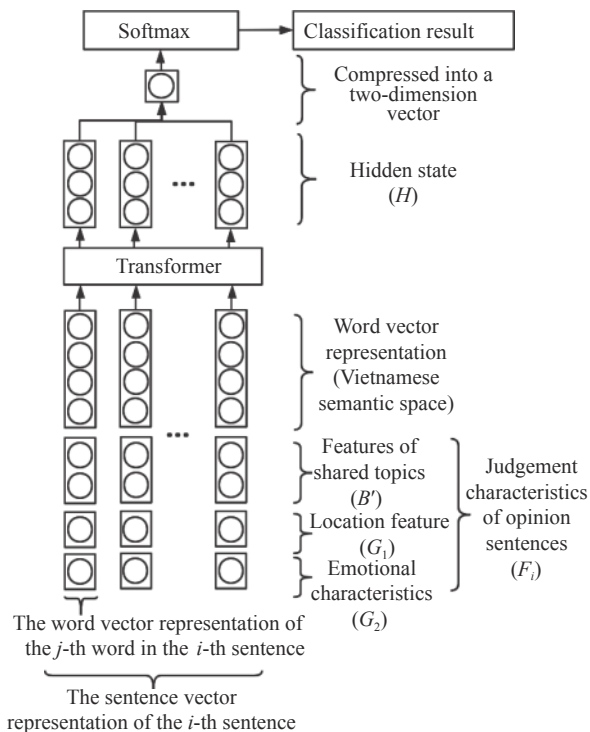 Softmax
Classification result
Compressed into a
two-dimension
vector
Hidden state
(H)
Transformer
Word vector
representation
(Vietnamese
semantic space)
Features of
shared topics
(B′)
Location feature
(G₁)
Emotional
characteristics
(G₂)
Judgement
characteristics
of opinion
sentences
(Fᵢ)
The word vector representation of
the j-th word in the i-th sentence
The sentence vector
representation of the i-th sentence